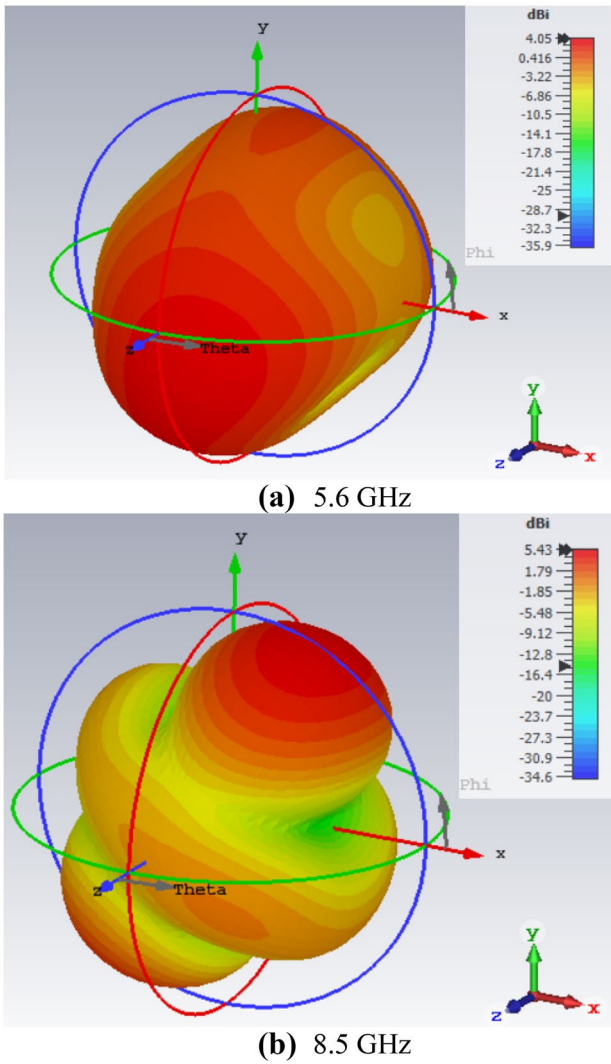 dBi
4.05
0.416
-3.22
-6.86
-10.5
-14.1
-17.8
-21.4
-25
-28.7
-32.3
-35.9
y
Phi
x
z
Theta
y
z
x
(a) 5.6 GHz
dBi
5.43
1.79
-1.85
-5.48
-9.12
-12.8
-16.4
-20
-23.7
-27.3
-30.9
-34.6
y
Phi
x
z
Theta
y
z
x
(b) 8.5 GHz